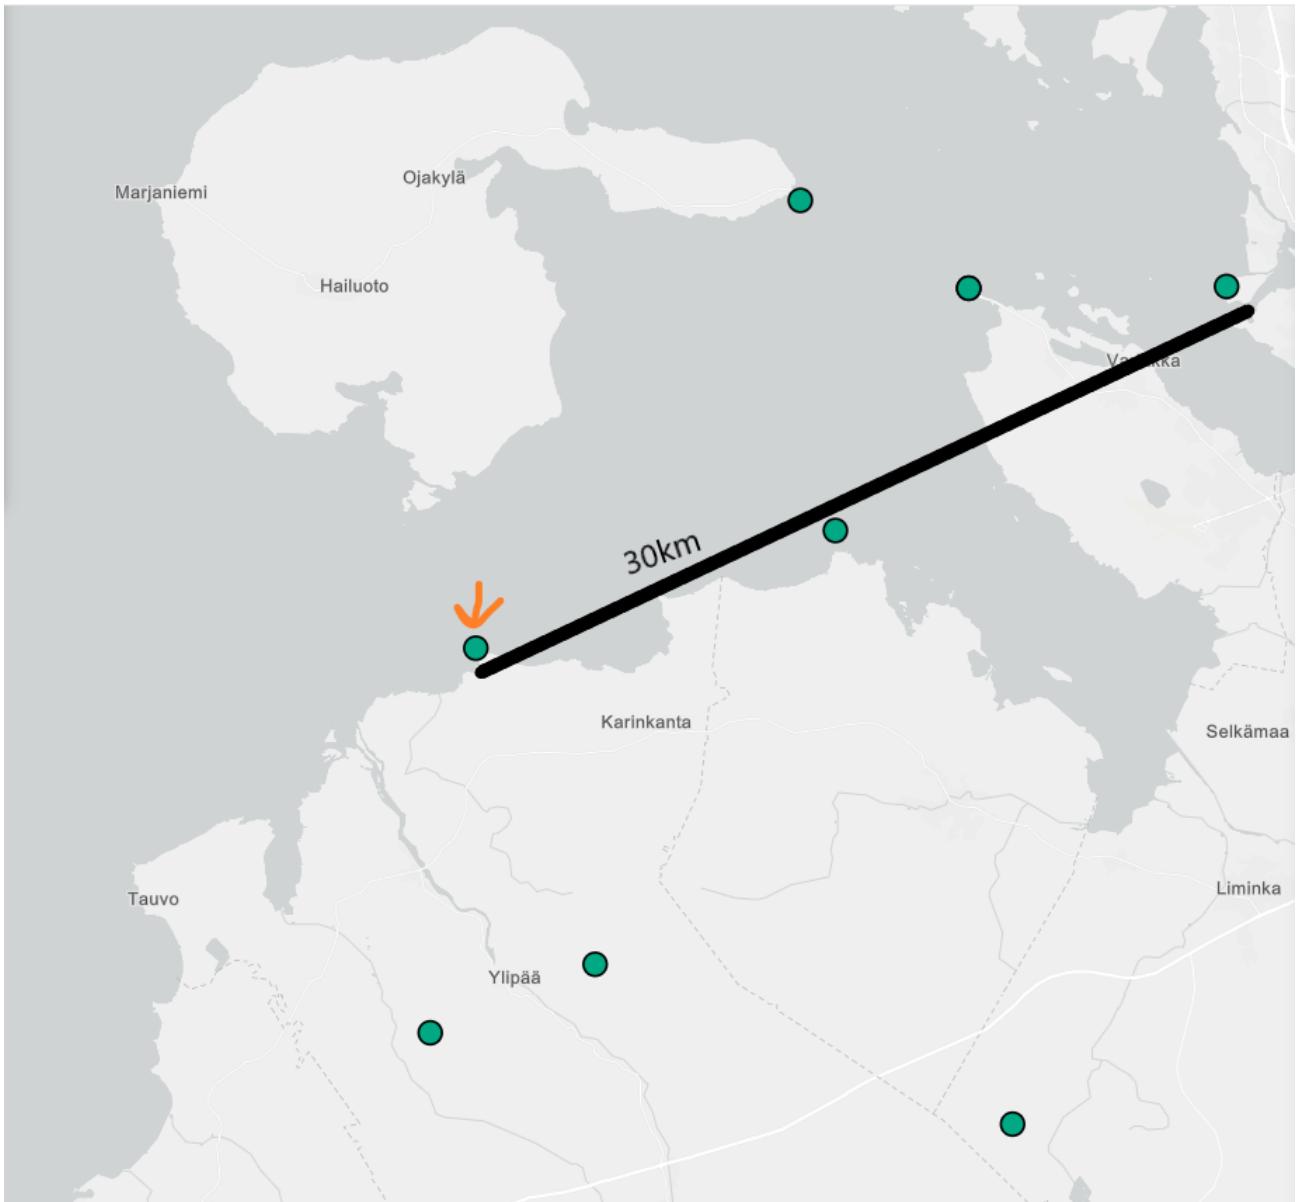 Ojakylä
Marjaniemi
Hailuoto
30km
Karinkanta
Selkämaa
Liminka
Tauvo
Ylipää